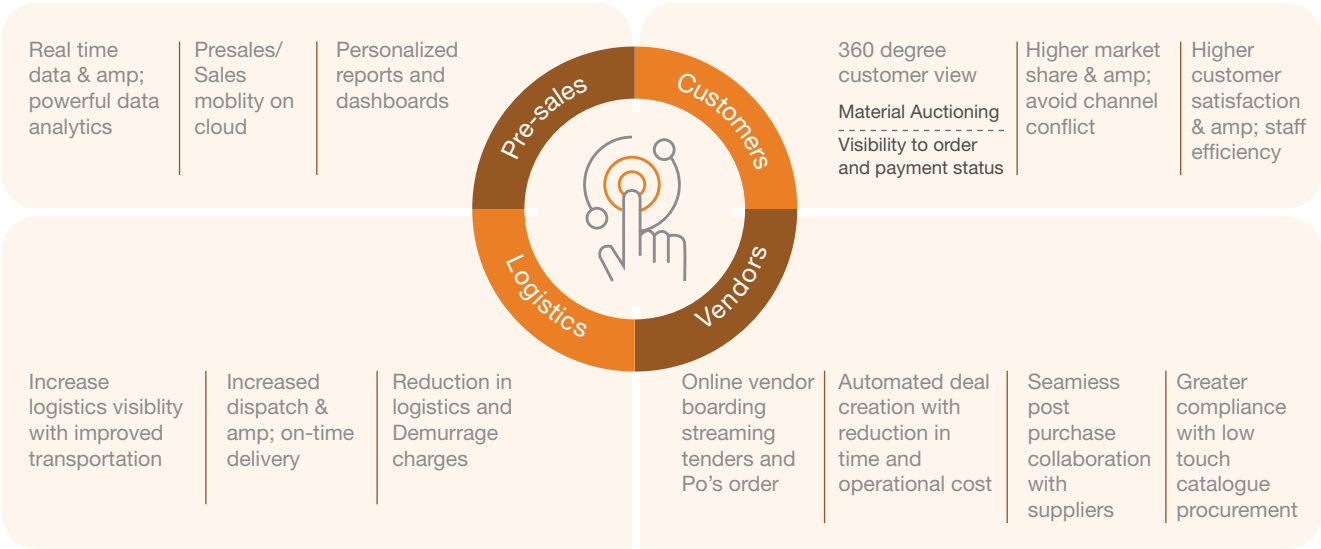 Real time
data & amp;
powerful data
analytics
Presales/
Sales
moblity on
cloud
Personalized
reports and
dashboards
Pre-sales
Customers
360 degree
customer view
Material Auctioning
Visibility to order
and payment status
Higher market
share & amp;
avoid channel
conflict
Higher
customer
satisfaction
& amp; staff
efficiency
Logistics
Vendors
Increase
logistics visiblity
with improved
transportation
Increased
dispatch &
amp; on-time
delivery
Reduction in
logistics and
Demurrage
charges
Online vendor
boarding
streaming
tenders and
Po's order
Automated deal
creation with
reduction in
time and
operational cost
Seamiess
post
purchase
collaboration
with
suppliers
Greater
compliance
with low
touch
catalogue
procurement